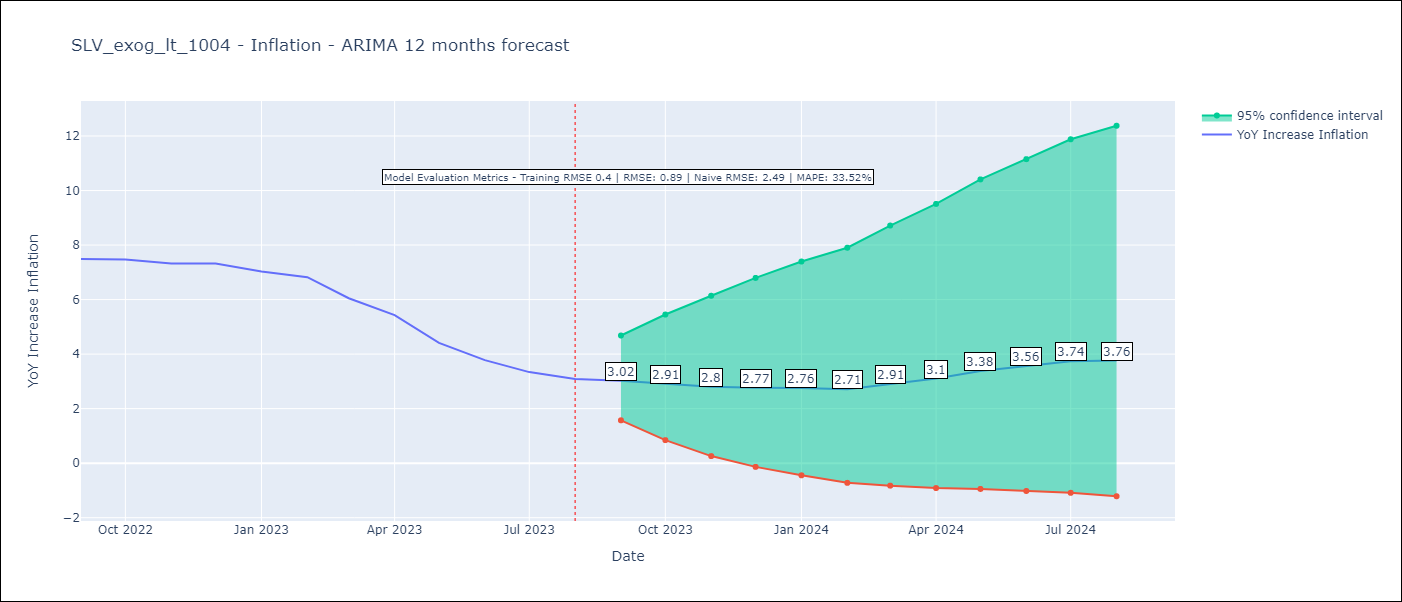 SLV_exog_lt_1004 - Inflation - ARIMA 12 months forecast
95% confidence interval
YoY Increase Inflation
Model Evaluation Metrics - Training RMSE 0.4 | RMSE: 0.89 | Naive RMSE: 2.49 | MAPE: 33.52%
YoY Increase Inflation
12
10
8
6
4
2
0
−2
3.02
2.91
2.8
2.77
2.76
2.71
2.91
3.1
3.38
3.56
3.74
3.76
Oct 2022
Jan 2023
Apr 2023
Jul 2023
Oct 2023
Jan 2024
Apr 2024
Jul 2024
Date